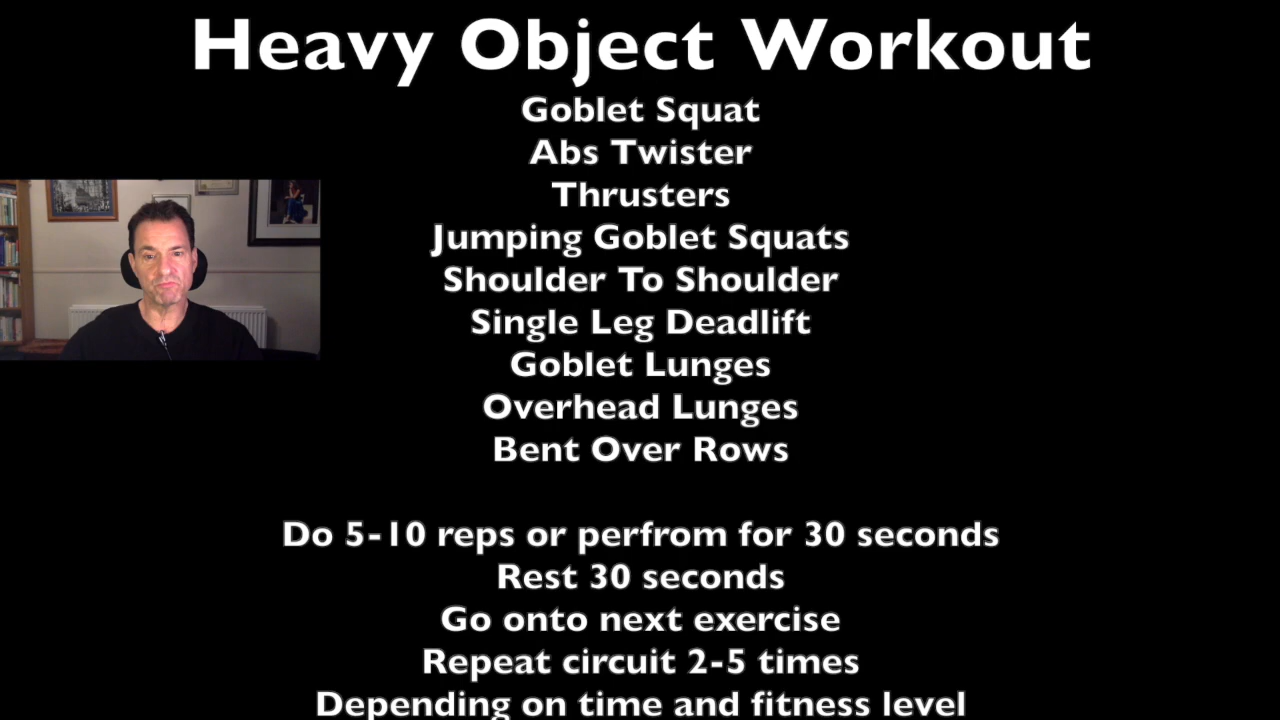 Heavy Object Workout
Goblet Squat
Abs Twister
Thrusters
Jumping Goblet Squats
Shoulder To Shoulder
Single Leg Deadlift
Goblet Lunges
Overhead Lunges
Bent Over Rows
Do 5-10 reps or perfrom for 30 seconds
Rest 30 seconds
Go onto next exercise
Repeat circuit 2-5 times
Depending on time and fitness level